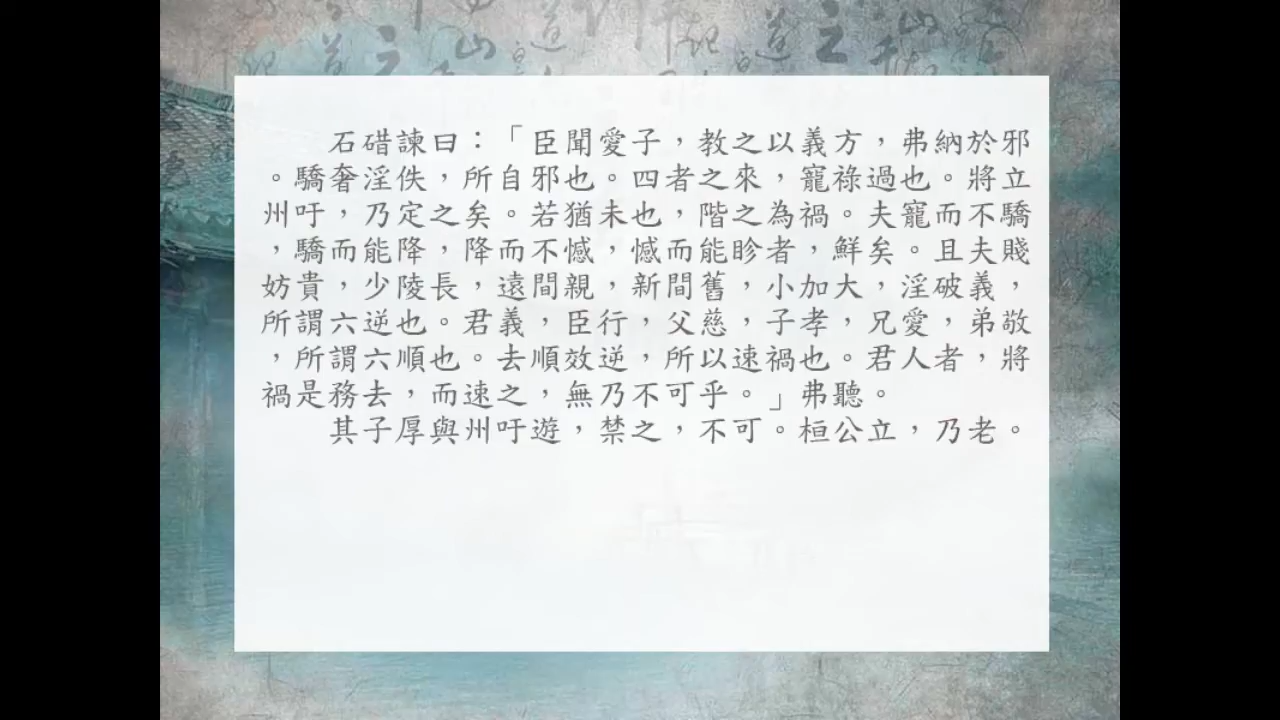 石碏諫曰：「臣聞愛子，教之以義方，弗納於邪
。驕奢淫佚，所自邪也。四者之來，寵祿過也。將立
州吁，乃定之矣。若猶未也，階之為禍。夫寵而不驕
，驕而能降，降而不憾，憾而能眕者，鮮矣。且夫賤
妨貴，少陵長，遠間親，新間舊，小加大，淫破義，
所謂六逆也。君義，臣行，父慈，子孝，兄愛，弟敬
，所謂六順也。去順效逆，所以速禍也。君人者，將
禍是務去，而速之，無乃不可乎。」弗聽。
其子厚與州吁遊，禁之，不可。桓公立，乃老。